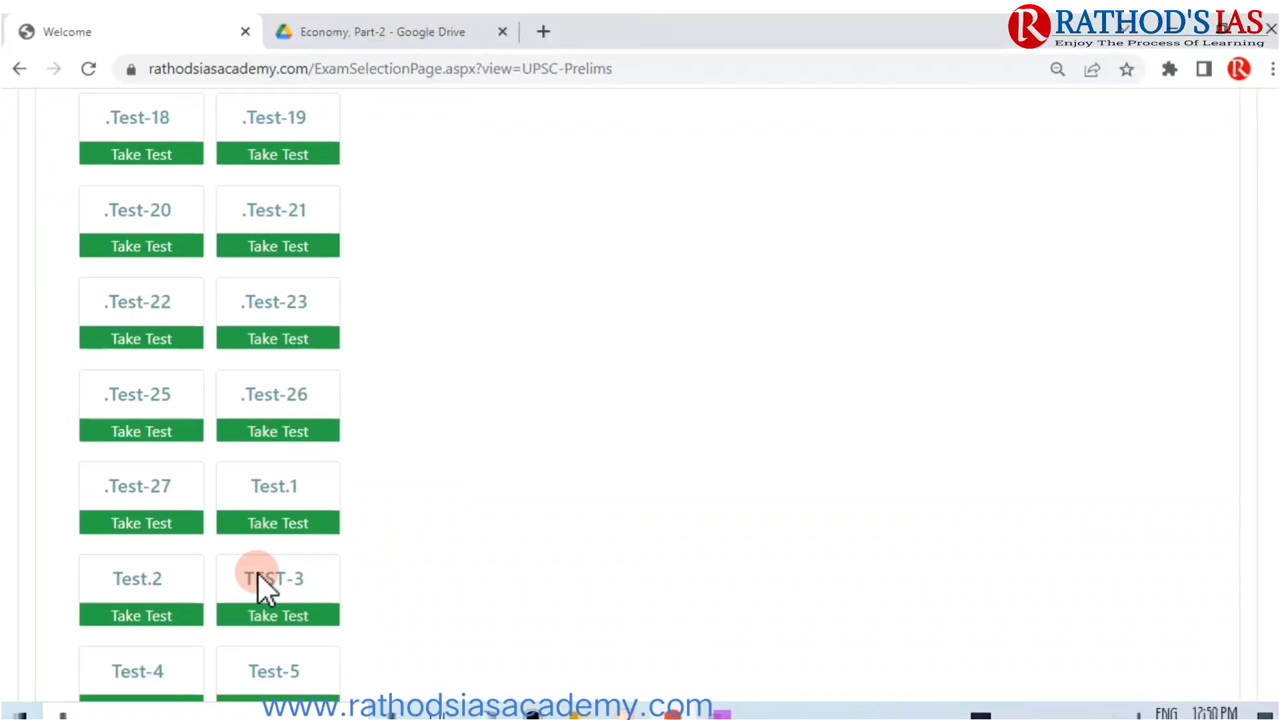 Welcome
Economy, Part-2 - Google Drive
RATHOD'S IAS
Enjoy The Process Of Learning
rathodsiasacademy.com/ExamSelectionPage.aspx?view=UPSC-Prelims
.Test-18 .Test-19
Take Test Take Test
.Test-20 .Test-21
Take Test Take Test
.Test-22 .Test-23
Take Test Take Test
.Test-25 .Test-26
Take Test Take Test
.Test-27 Test.1
Take Test Take Test
Test.2 TEST-3
Take Test Take Test
Test-4 Test-5
www.rathodsiasacademy.com
ENG 12:50 PM